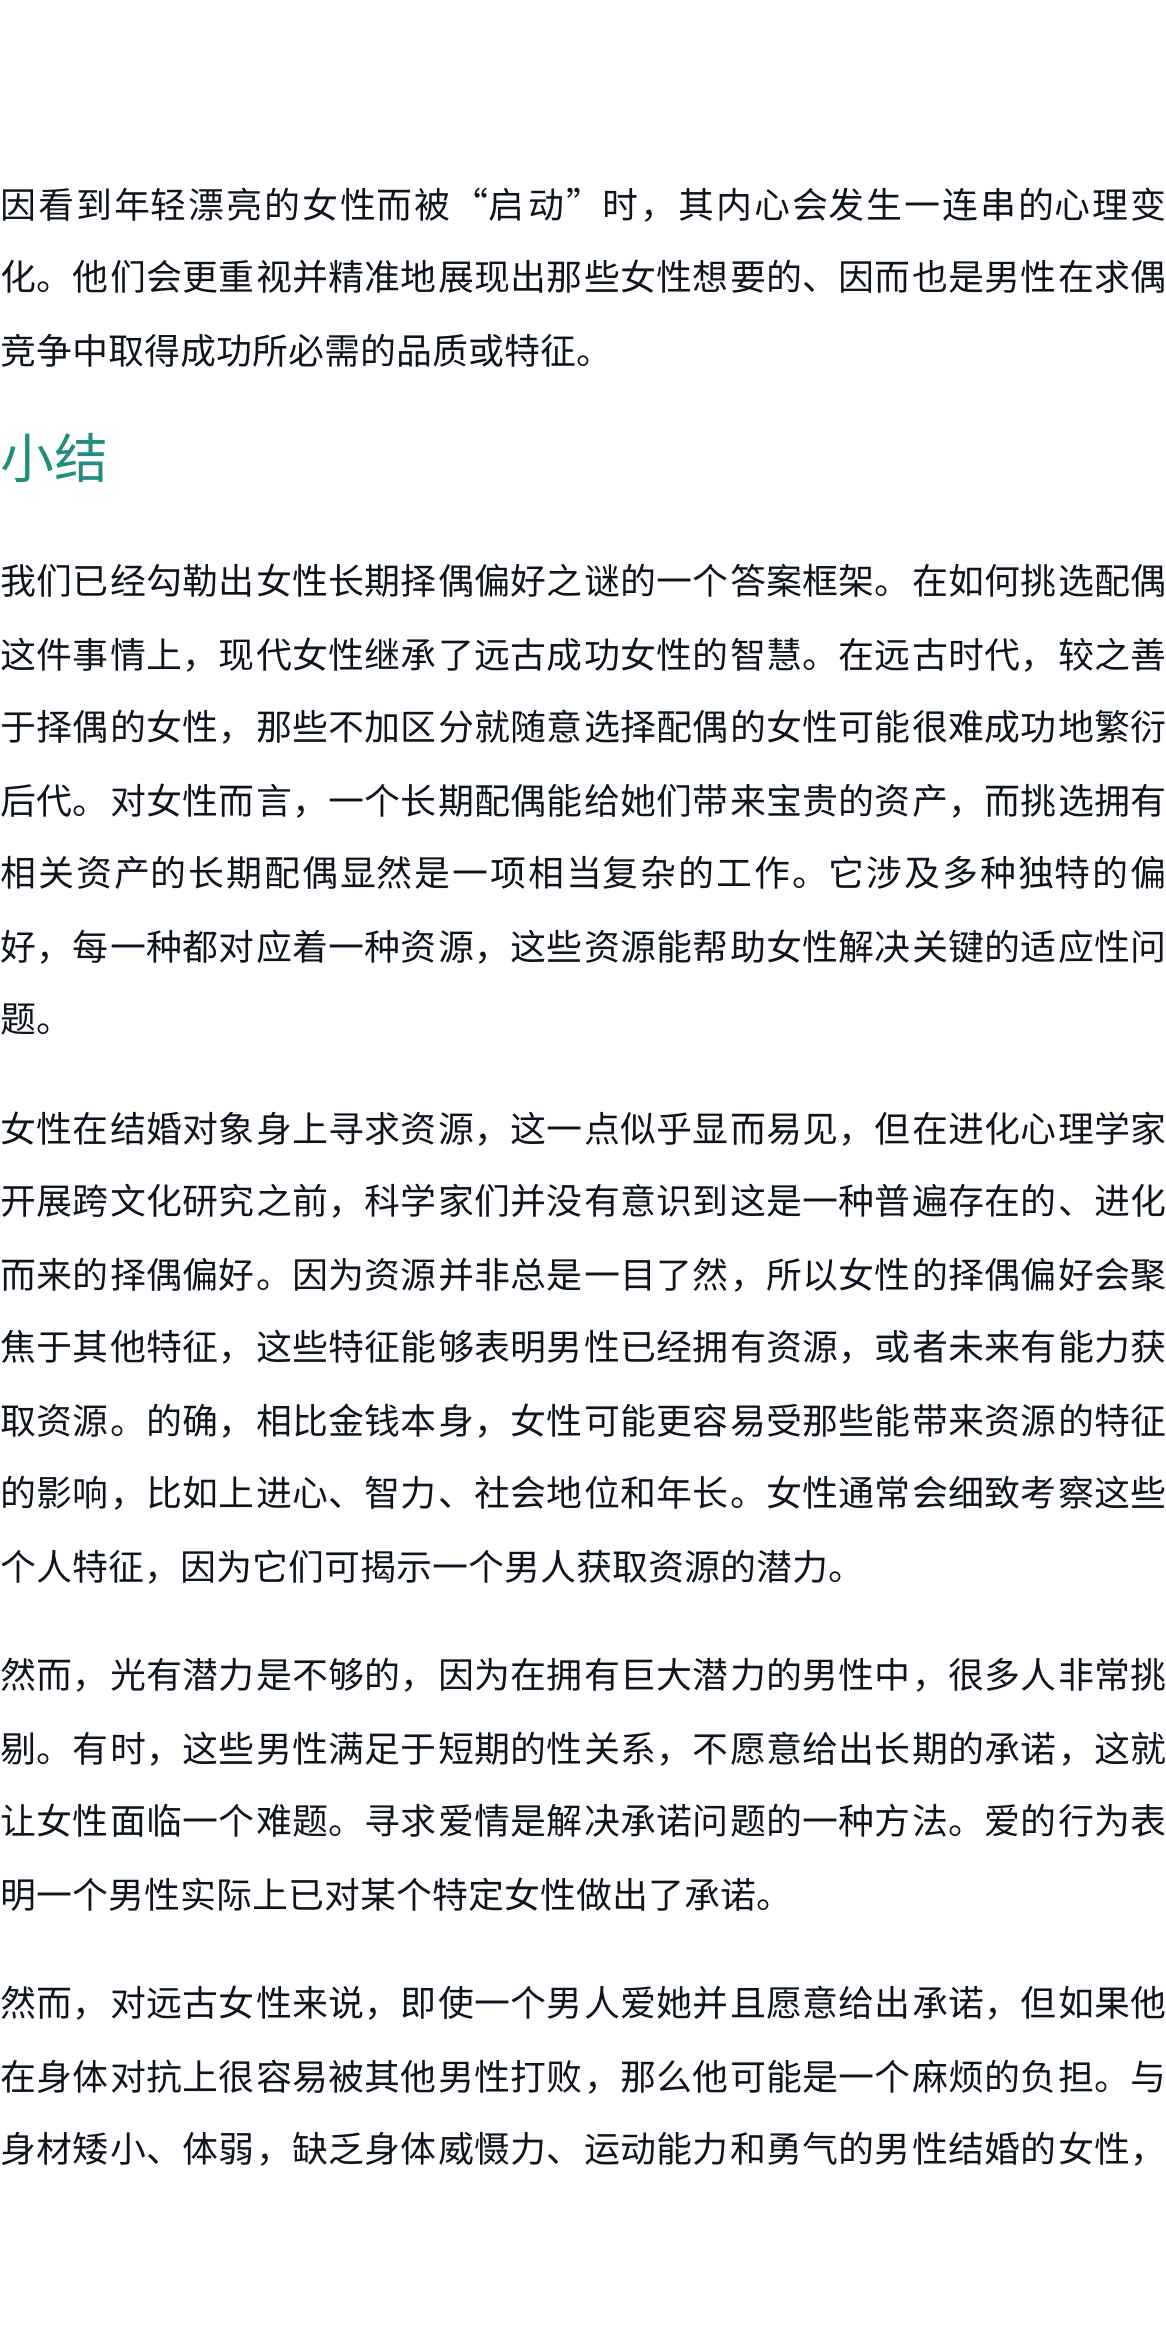 因看到年轻漂亮的女性而被“启动”时，其内心会发生一连串的心理变
化。他们会更重视并精准地展现出那些女性想要的、因而也是男性在求偶
竞争中取得成功所必需的品质或特征。
小结
我们已经勾勒出女性长期择偶偏好之谜的一个答案框架。在如何挑选配偶
这件事情上，现代女性继承了远古成功女性的智慧。在远古时代，较之善
于择偶的女性，那些不加区分就随意选择配偶的女性可能很难成功地繁衍
后代。对女性而言，一个长期配偶能给她们带来宝贵的资产，而挑选拥有
相关资产的长期配偶显然是一项相当复杂的工作。它涉及多种独特的偏
好，每一种都对应着一种资源，这些资源能帮助女性解决关键的适应性问
题。
女性在结婚对象身上寻求资源，这一点似乎显而易见，但在进化心理学家
开展跨文化研究之前，科学家们并没有意识到这是一种普遍存在的、进化
而来的择偶偏好。因为资源并非总是一目了然，所以女性的择偶偏好会聚
焦于其他特征，这些特征能够表明男性已经拥有资源，或者未来有能力获
取资源。的确，相比金钱本身，女性可能更容易受那些能带来资源的特征
的影响，比如上进心、智力、社会地位和年长。女性通常会细致考察这些
个人特征，因为它们可揭示一个男人获取资源的潜力。
然而，光有潜力是不够的，因为在拥有巨大潜力的男性中，很多人非常挑
剔。有时，这些男性满足于短期的性关系，不愿意给出长期的承诺，这就
让女性面临一个难题。寻求爱情是解决承诺问题的一种方法。爱的行为表
明一个男性实际上已对某个特定女性做出了承诺。
然而，对远古女性来说，即使一个男人爱她并且愿意给出承诺，但如果他
在身体对抗上很容易被其他男性打败，那么他可能是一个麻烦的负担。与
身材矮小、体弱，缺乏身体威慑力、运动能力和勇气的男性结婚的女性，